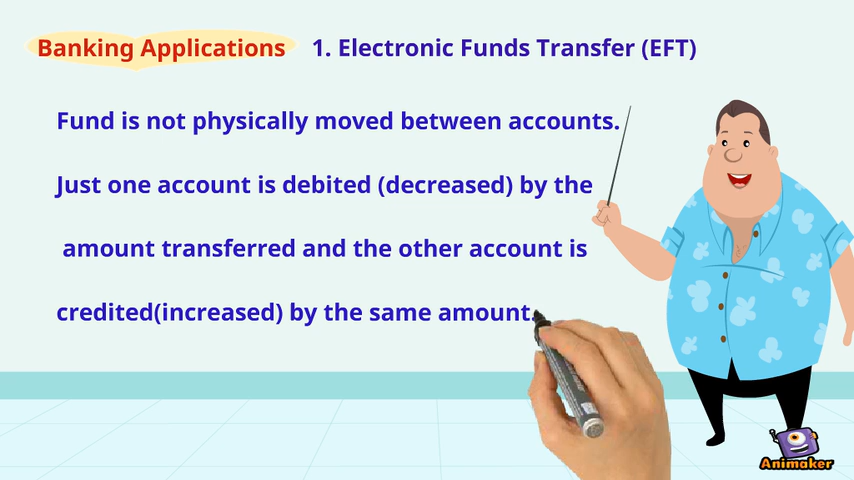 Banking Applications 1. Electronic Funds Transfer (EFT)
Fund is not physically moved between accounts.
Just one account is debited (decreased) by the
amount transferred and the other account is
credited(increased) by the same amount.
Animaker